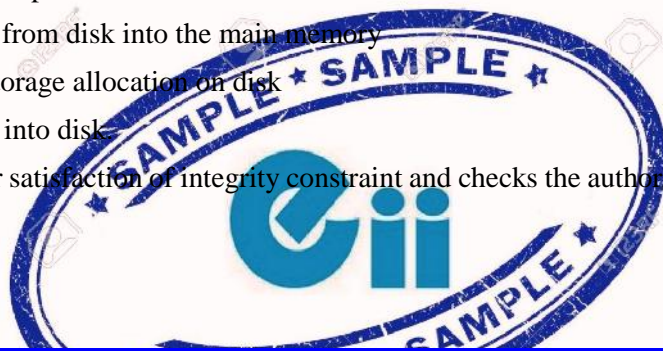 from disk into the main memory
orage allocation on disk
into disk.
r satisfaction of integrity constraint and checks the author
SAMPLE ★ SAMPLE ★
SAMPLE
eii